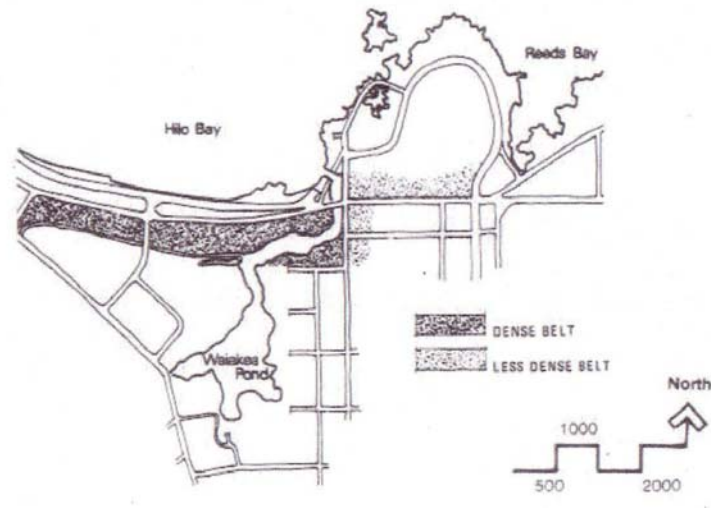 Reeds Bay
Hilo Bay
DENSE BELT
LESS DENSE BELT
Waiakea
Pond
North
1000
500
2000